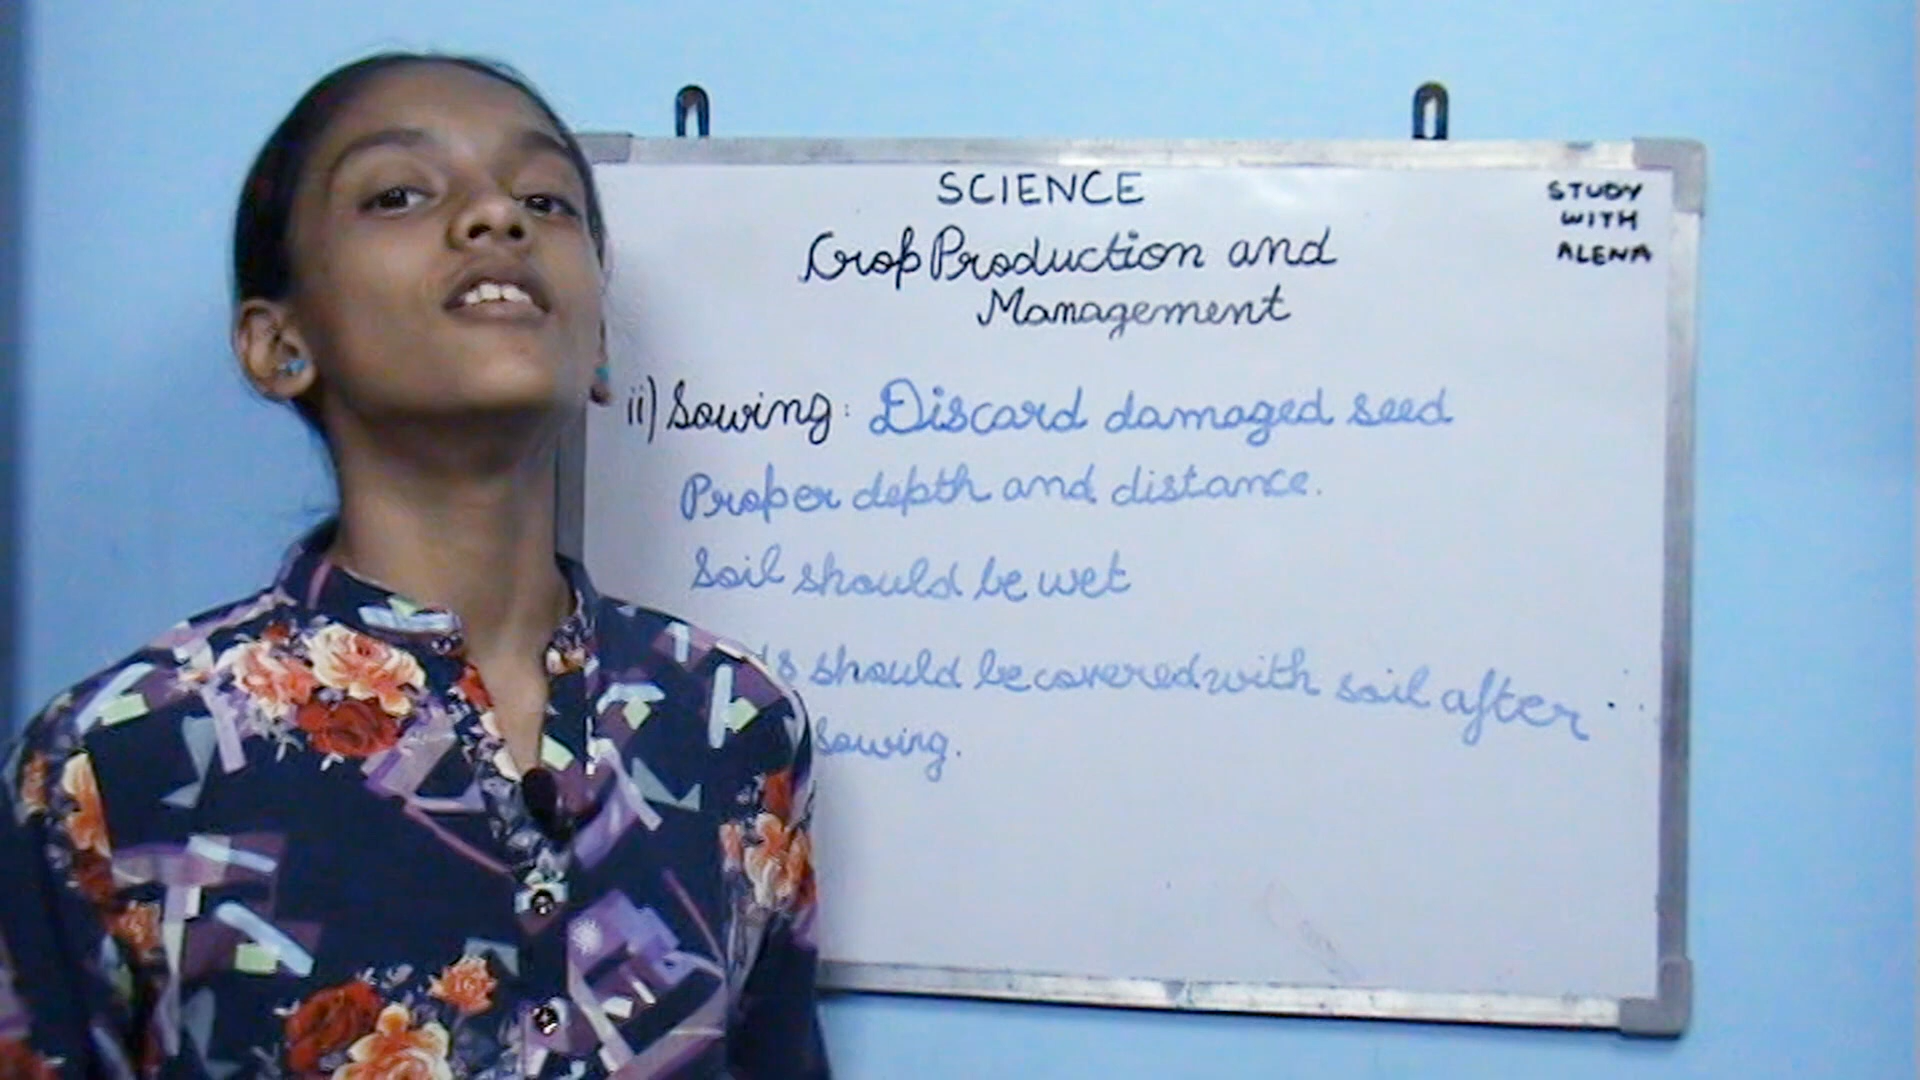 SCIENCE
STUDY
WITH
ALENA
Crop Production and
Management
ii) Sowing: Discard damaged seed
Proper depth and distance.
Soil should be wet
should be covered with soil after
sowing.